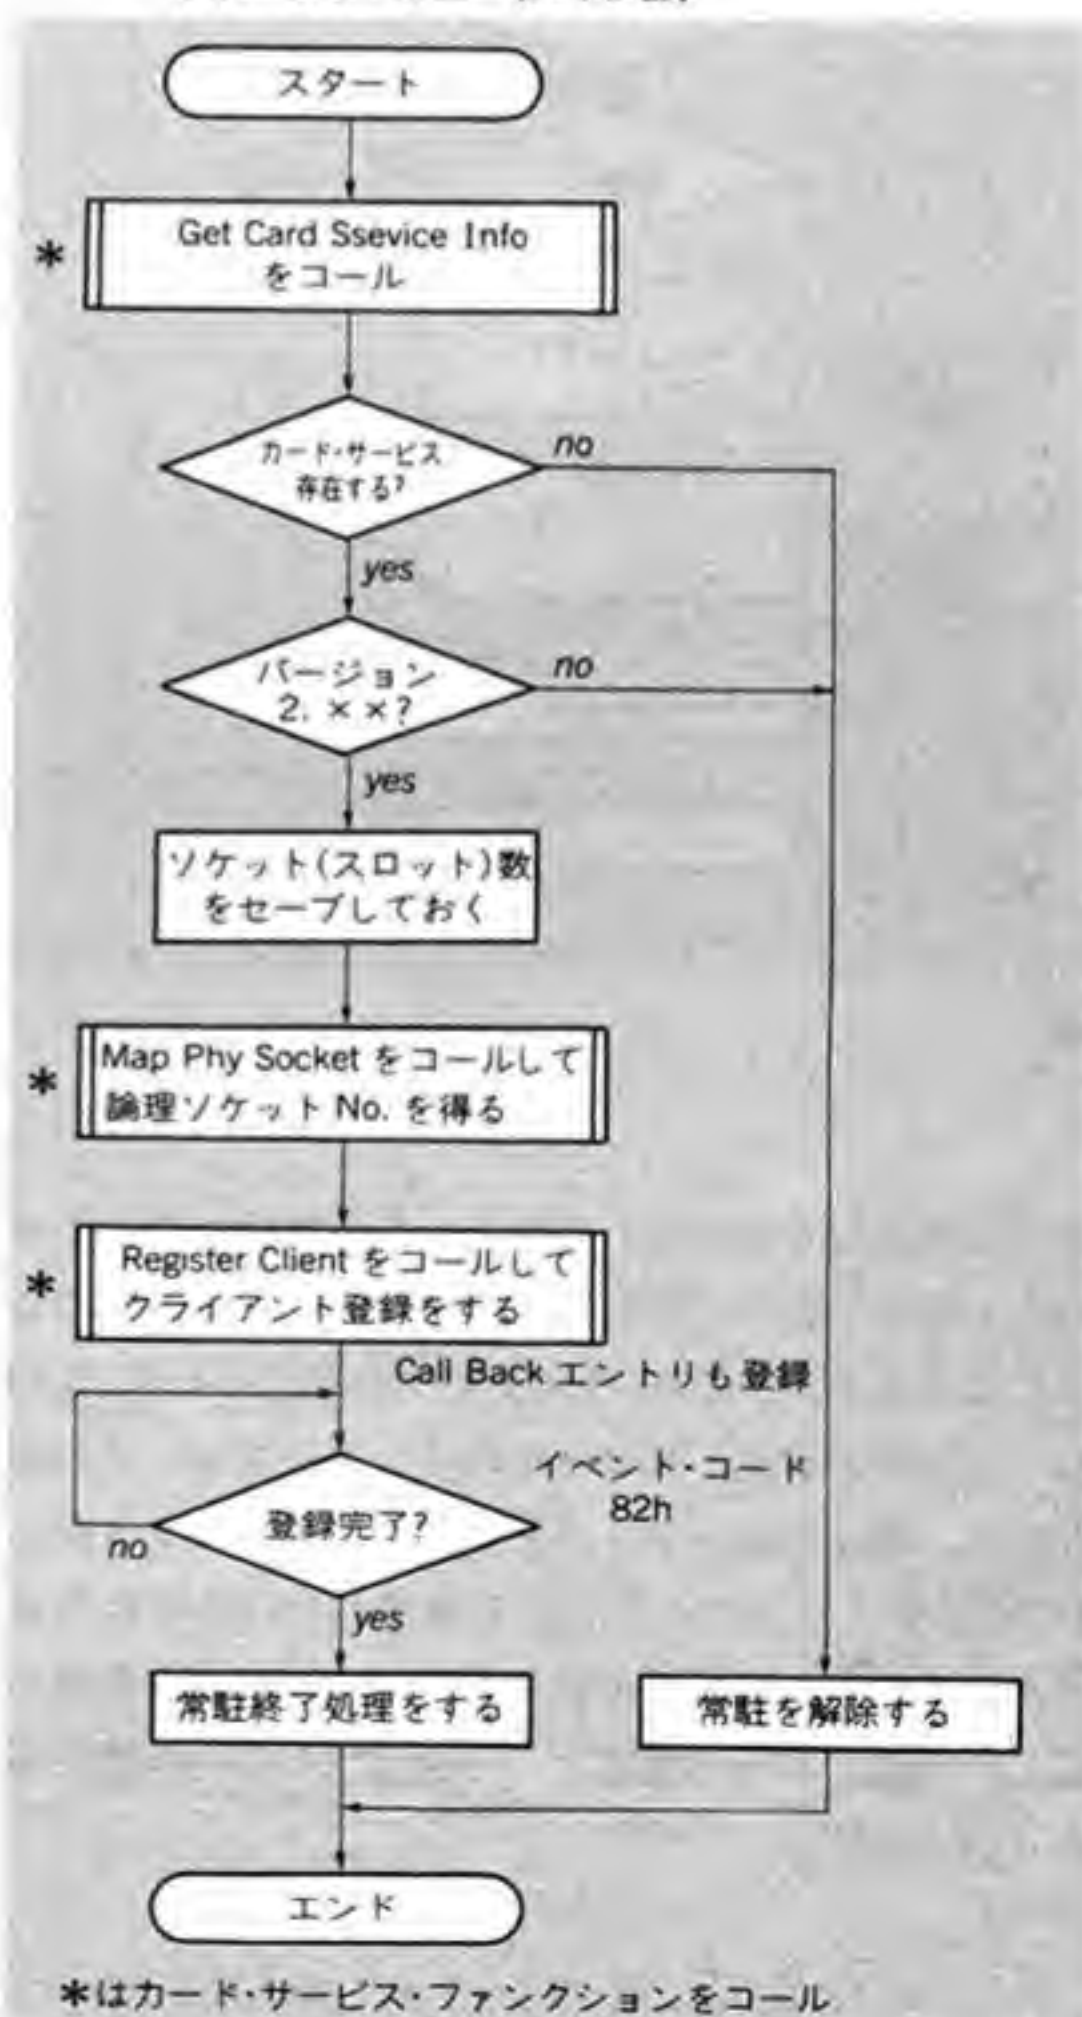 スタート
*
Get Card Ssevice Info
をコール
カード・サービス
存在する?
no
yes
バージョン
2. ××?
no
yes
ソケット(スロット)数
をセーブしておく
*
Map Phy Socket をコールして
論理ソケット No. を得る
*
Register Client をコールして
クライアント登録をする
Call Back エントリも登録
イベント・コード
82h
登録完了?
no
yes
常駐終了処理をする
常駐を解除する
エンド
*はカード・サービス・ファンクションをコール